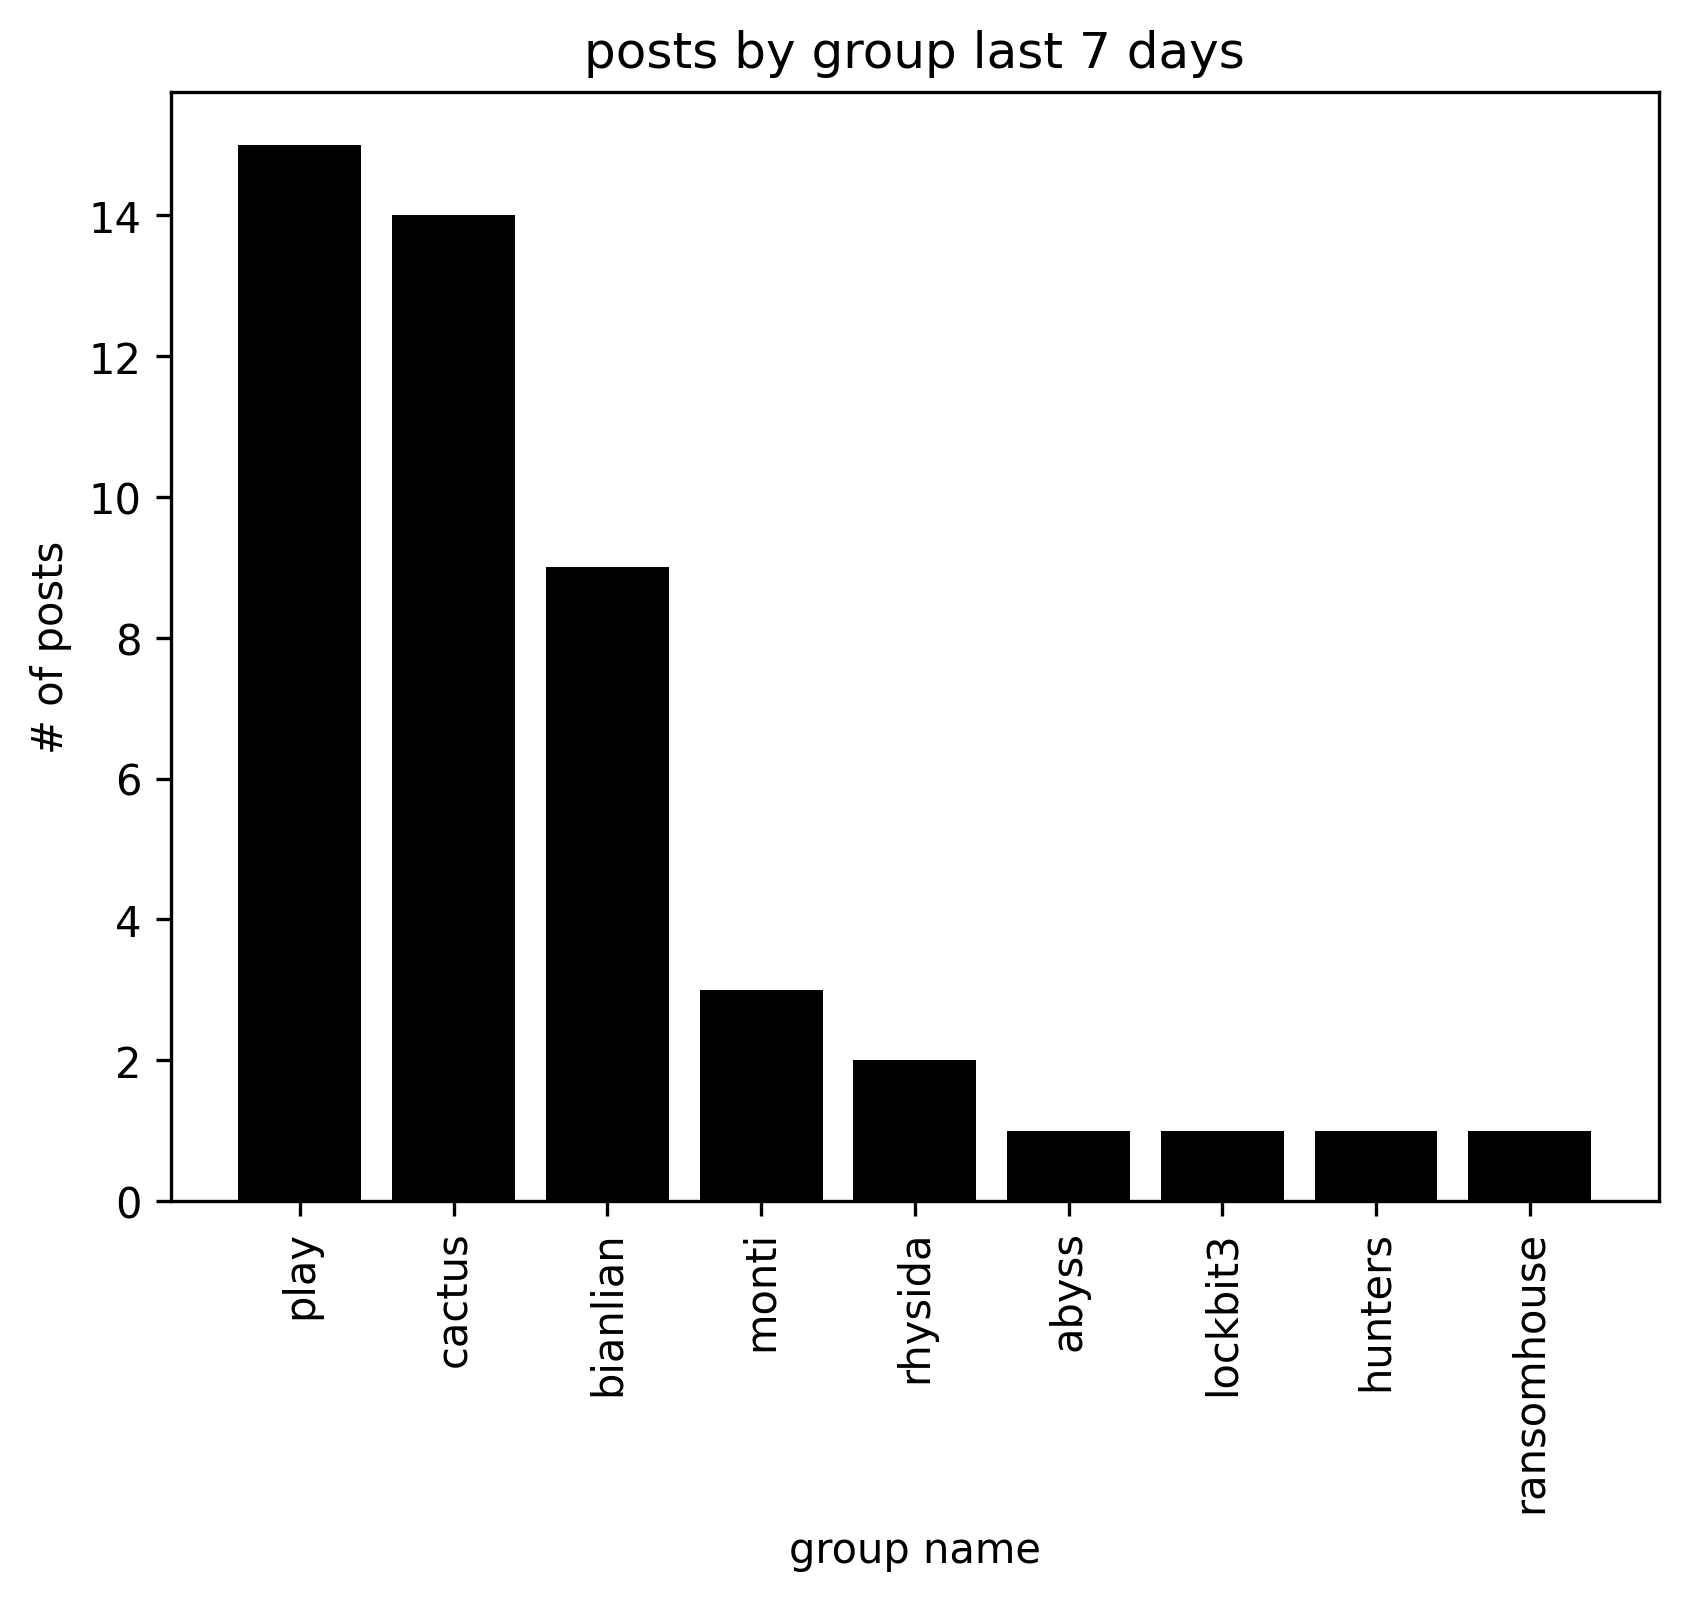 posts by group last 7 days
# of posts
14
12
10
8
6
4
2
0
play
cactus
bianlian
monti
rhysida
abyss
lockbit3
hunters
ransomhouse
group name